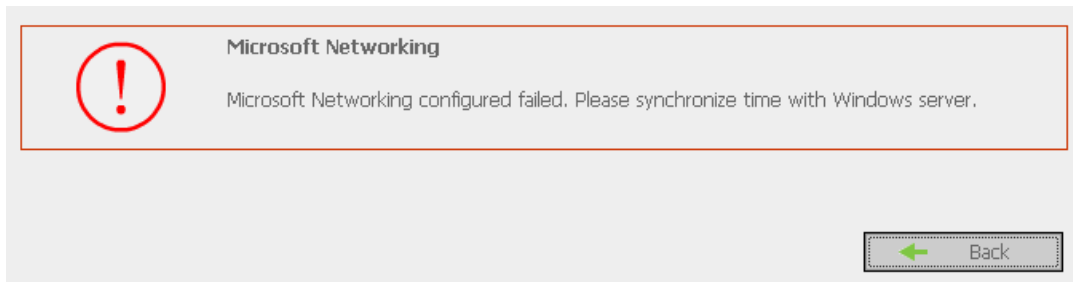 Microsoft Networking
Microsoft Networking configured failed. Please synchronize time with Windows server.
Back